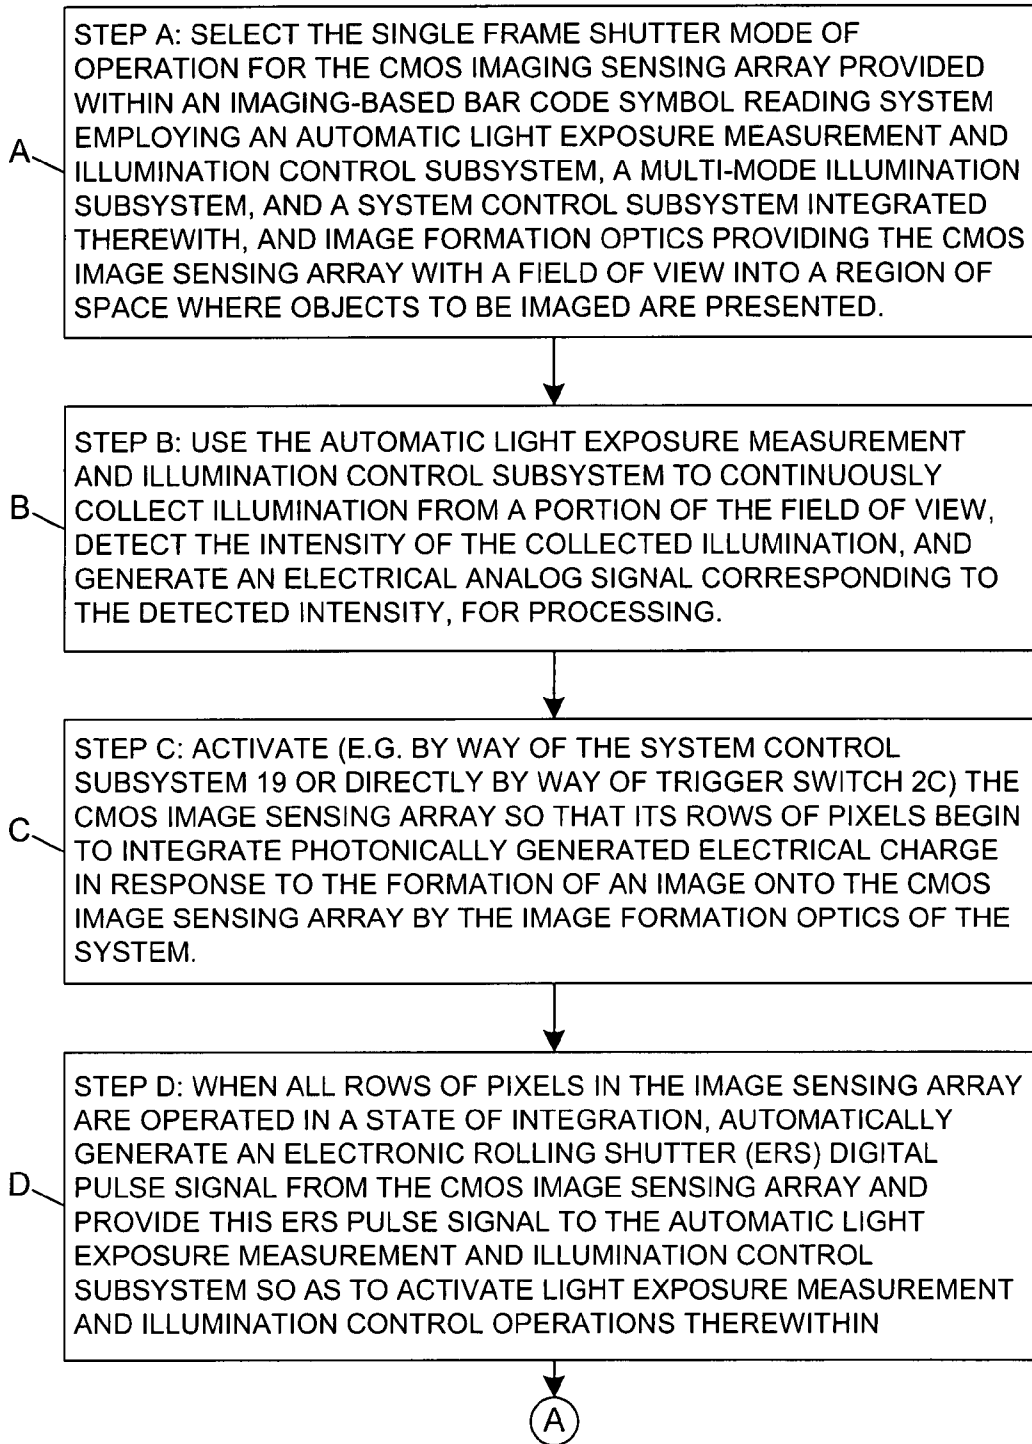 STEP A: SELECT THE SINGLE FRAME SHUTTER MODE OF
OPERATION FOR THE CMOS IMAGING SENSING ARRAY PROVIDED
WITHIN AN IMAGING-BASED BAR CODE SYMBOL READING SYSTEM
EMPLOYING AN AUTOMATIC LIGHT EXPOSURE MEASUREMENT AND
A
ILLUMINATION CONTROL SUBSYSTEM, A MULTI-MODE ILLUMINATION
SUBSYSTEM, AND A SYSTEM CONTROL SUBSYSTEM INTEGRATED
THEREWITH, AND IMAGE FORMATION OPTICS PROVIDING THE CMOS
IMAGE SENSING ARRAY WITH A FIELD OF VIEW INTO A REGION OF
SPACE WHERE OBJECTS TO BE IMAGED ARE PRESENTED.
STEP B: USE THE AUTOMATIC LIGHT EXPOSURE MEASUREMENT
AND ILLUMINATION CONTROL SUBSYSTEM TO CONTINUOUSLY
B
COLLECT ILLUMINATION FROM A PORTION OF THE FIELD OF VIEW,
DETECT THE INTENSITY OF THE COLLECTED ILLUMINATION, AND
GENERATE AN ELECTRICAL ANALOG SIGNAL CORRESPONDING TO
THE DETECTED INTENSITY, FOR PROCESSING.
STEP C: ACTIVATE (E.G. BY WAY OF THE SYSTEM CONTROL
SUBSYSTEM 19 OR DIRECTLY BY WAY OF TRIGGER SWITCH 2C) THE
CMOS IMAGE SENSING ARRAY SO THAT ITS ROWS OF PIXELS BEGIN
C
TO INTEGRATE PHOTONICALLY GENERATED ELECTRICAL CHARGE
IN RESPONSE TO THE FORMATION OF AN IMAGE ONTO THE CMOS
IMAGE SENSING ARRAY BY THE IMAGE FORMATION OPTICS OF THE
SYSTEM.
STEP D: WHEN ALL ROWS OF PIXELS IN THE IMAGE SENSING ARRAY
ARE OPERATED IN A STATE OF INTEGRATION, AUTOMATICALLY
GENERATE AN ELECTRONIC ROLLING SHUTTER (ERS) DIGITAL
D
PULSE SIGNAL FROM THE CMOS IMAGE SENSING ARRAY AND
PROVIDE THIS ERS PULSE SIGNAL TO THE AUTOMATIC LIGHT
EXPOSURE MEASUREMENT AND ILLUMINATION CONTROL
SUBSYSTEM SO AS TO ACTIVATE LIGHT EXPOSURE MEASUREMENT
AND ILLUMINATION CONTROL OPERATIONS THEREWITHIN
A